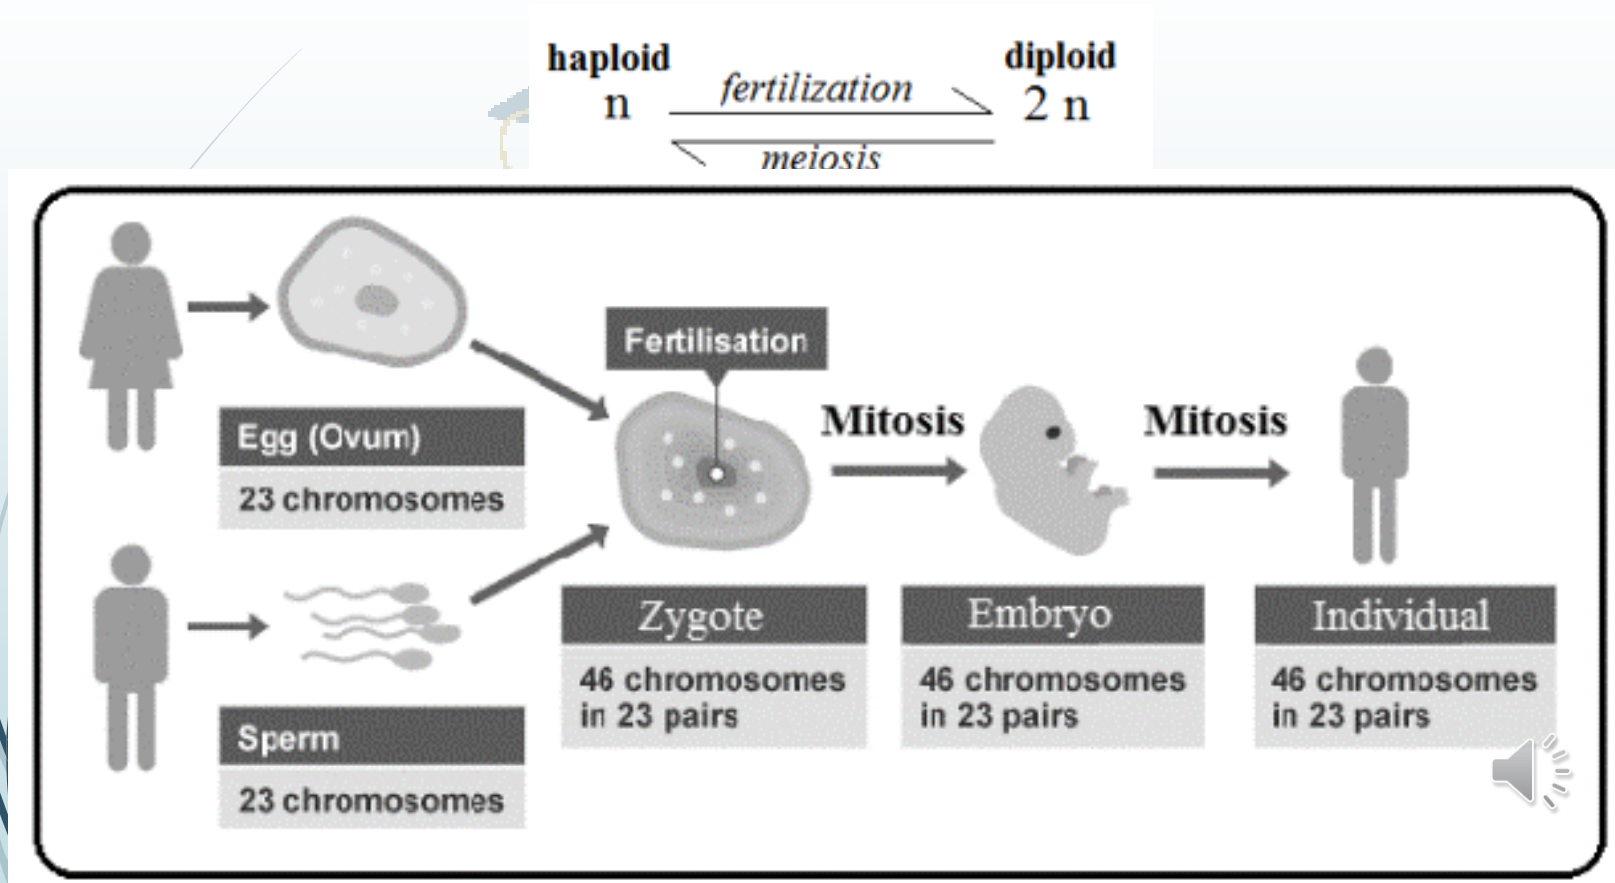 haploid
n
fertilization
meiosis
diploid
2 n
Fertilisation
Egg (Ovum)
23 chromosomes
Sperm
23 chromosomes
Mitosis
Mitosis
Zygote
46 chromosomes
in 23 pairs
Embryo
46 chromosomes
in 23 pairs
Individual
46 chromosomes
in 23 pairs